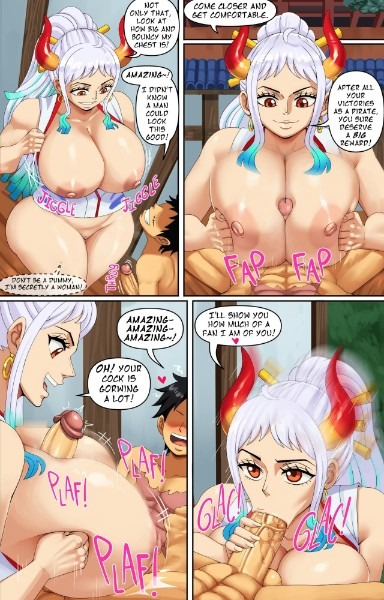 NOT
ONLY THAT,
LOOK AT
HOW BIG AND
BOUNCY MY
CHEST IS!
AMAZING~!
I DIDN'T
KNOW A MAN
COULD
LOOK THIS
GOOD!
JIGGLE
JIGGLE
DON'T BE A DUMMY,
I'M SECRETLY A WOMAN!
COME CLOSER AND
GET COMFORTABLE.
AFTER ALL
YOUR
VICTORIES
AS A PIRATE,
YOU SURE
DESERVE
A BIG
REWARD!
FAP
FAP
AMAZING-
AMAZING-
AMAZING~!
OH! YOUR
COCK IS
GORWING
A LOT!
PLAF!
PLAF!
PLAF!
I'LL SHOW YOU
HOW MUCH OF A
FAN I AM OF YOU!
GLAC!
GLAC!